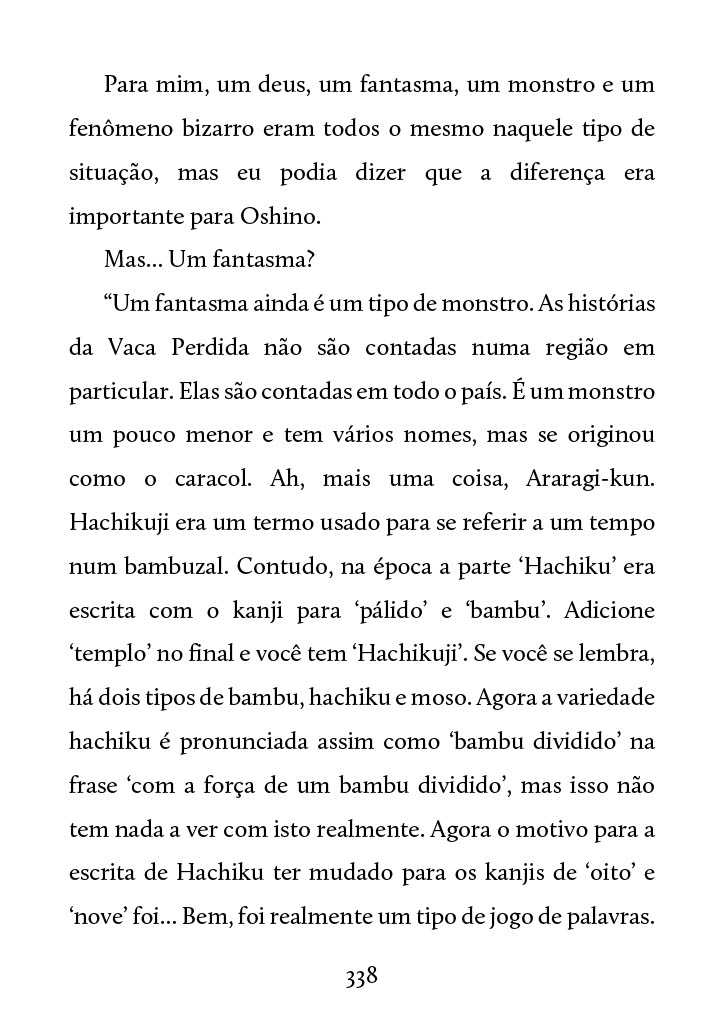 Para mim, um deus, um fantasma, um monstro e um
fenômeno bizarro eram todos o mesmo naquele tipo de
situação, mas eu podia dizer que a diferença era
importante para Oshino.
Mas... Um fantasma?
“Um fantasma ainda é um tipo de monstro. As histórias
da Vaca Perdida não são contadas numa região em
particular. Elas são contadas em todo o país. É um monstro
um pouco menor e tem vários nomes, mas se originou
como o caracol. Ah, mais uma coisa, Araragi-kun.
Hachikuji era um termo usado para se referir a um tempo
num bambuzal. Contudo, na época a parte ‘Hachiku’ era
escrita com o kanji para ‘pálido’ e ‘bambu’. Adicione
‘templo’ no final e você tem ‘Hachikuji’. Se você se lembra,
há dois tipos de bambu, hachiku e moso. Agora a variedade
hachiku é pronunciada assim como ‘bambu dividido’ na
frase ‘com a força de um bambu dividido’, mas isso não
tem nada a ver com isto realmente. Agora o motivo para a
escrita de Hachiku ter mudado para os kanjis de ‘oito’ e
‘nove’ foi... Bem, foi realmente um tipo de jogo de palavras.
338